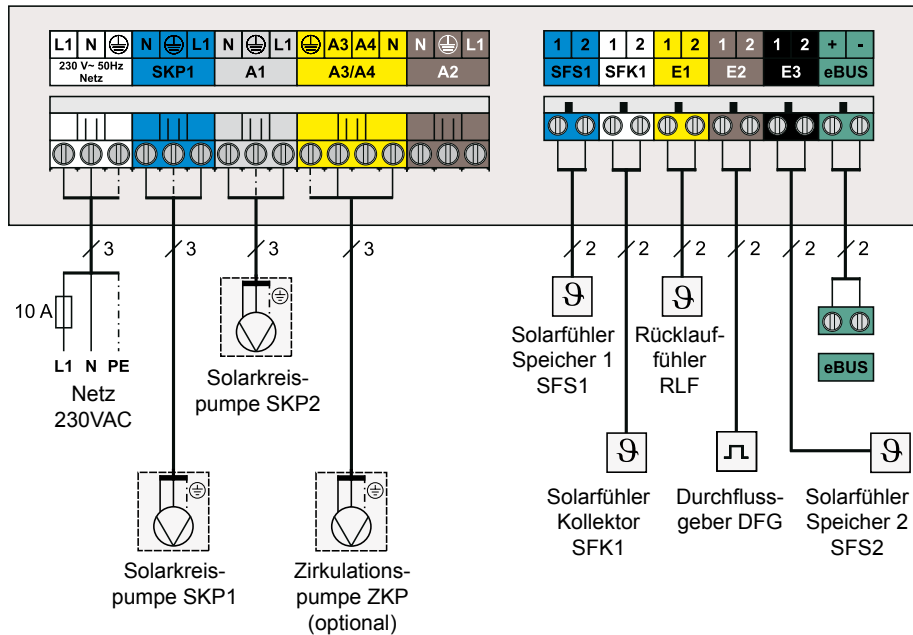 L1 N N L1 N L1 A3 A4 N N L1
230 V~ 50Hz
Netz
SKP1 A1 A3/A4 A2
1 2 1 2 1 2 1 2 1 2 + -
SFS1 SFK1 E1 E2 E3 eBUS
3 3 3 3 2 2 2 2 2 2
10 A
L1 N PE
Netz
230VAC
Solarkreis-
pumpe SKP2
Solarkreis-
pumpe SKP1
Zirkulations-
pumpe ZKP
(optional)
ϑ
Solarfühler
Speicher 1
SFS1
ϑ
Rücklauf-
fühler
RLF
eBUS
ϑ
Solarfühler
Kollektor
SFK1
Durchfluss-
geber DFG
ϑ
Solarfühler
Speicher 2
SFS2